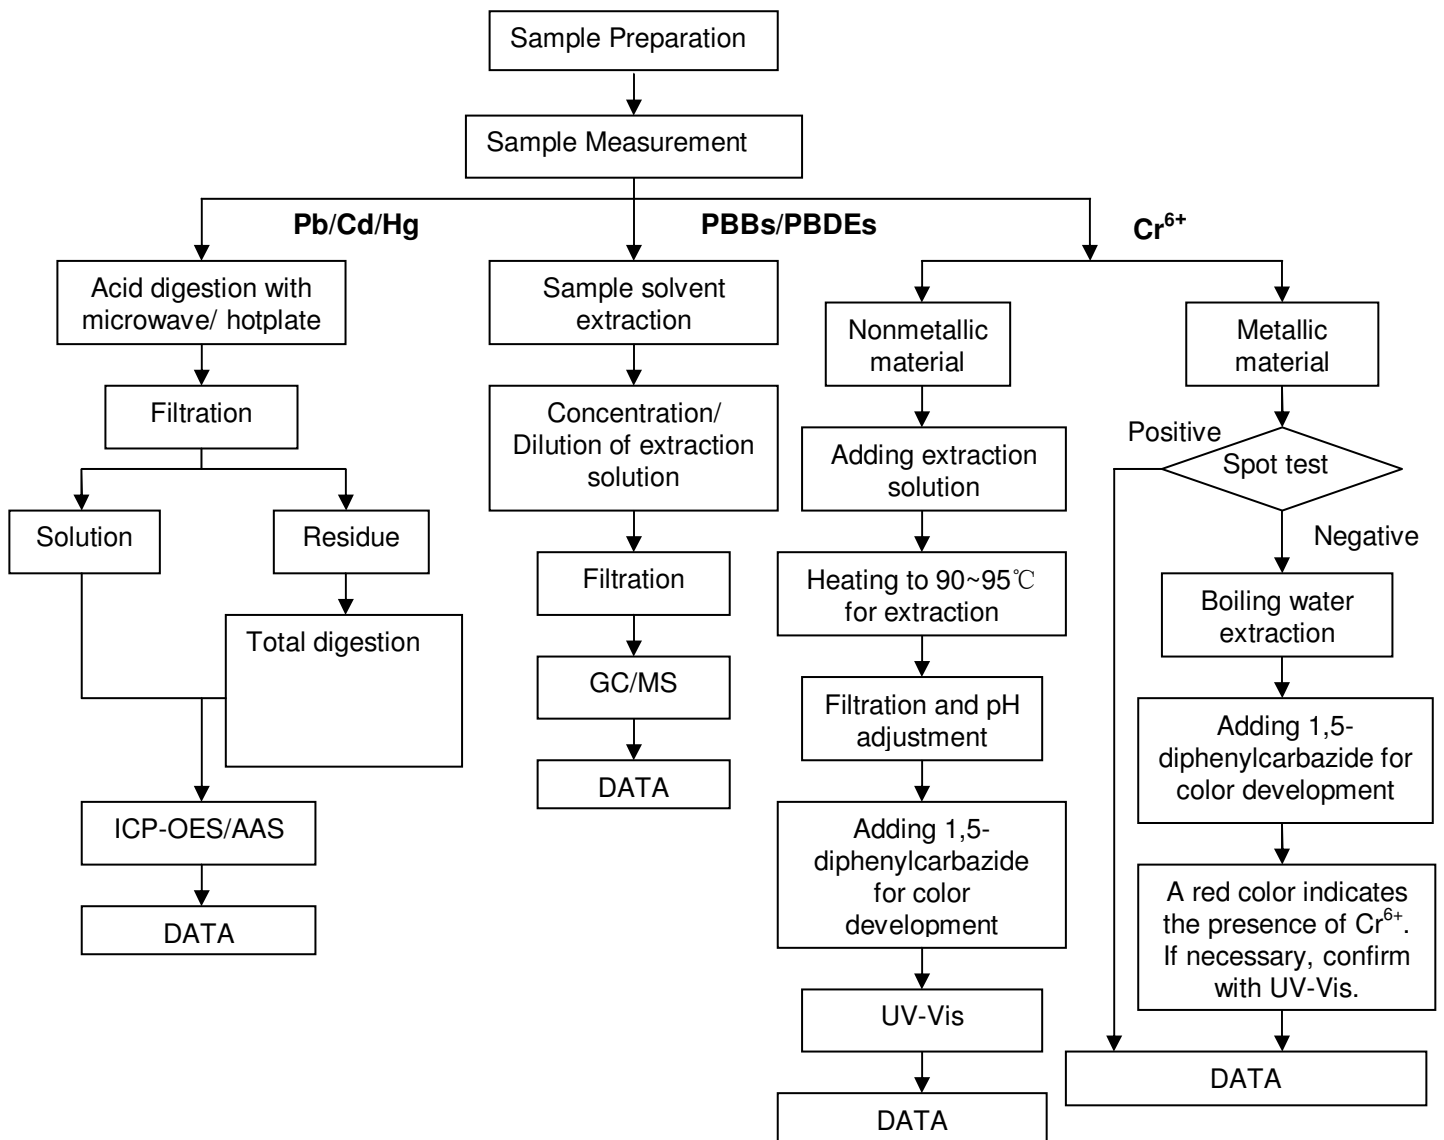 Sample Preparation
Sample Measurement
Pb/Cd/Hg
PBBs/PBDEs
Cr⁶⁺
Acid digestion with
microwave/ hotplate
Filtration
Solution
Residue
Total digestion
ICP-OES/AAS
DATA
Sample solvent
extraction
Concentration/
Dilution of extraction
solution
Filtration
GC/MS
DATA
Nonmetallic
material
Adding extraction
solution
Heating to 90~95℃
for extraction
Filtration and pH
adjustment
Adding 1,5-
diphenylcarbazide
for color
development
UV-Vis
DATA
Metallic
material
Positive
Spot test
Negative
Boiling water
extraction
Adding 1,5-
diphenylcarbazide for
color development
A red color indicates
the presence of Cr⁶⁺.
If necessary, confirm
with UV-Vis.
DATA